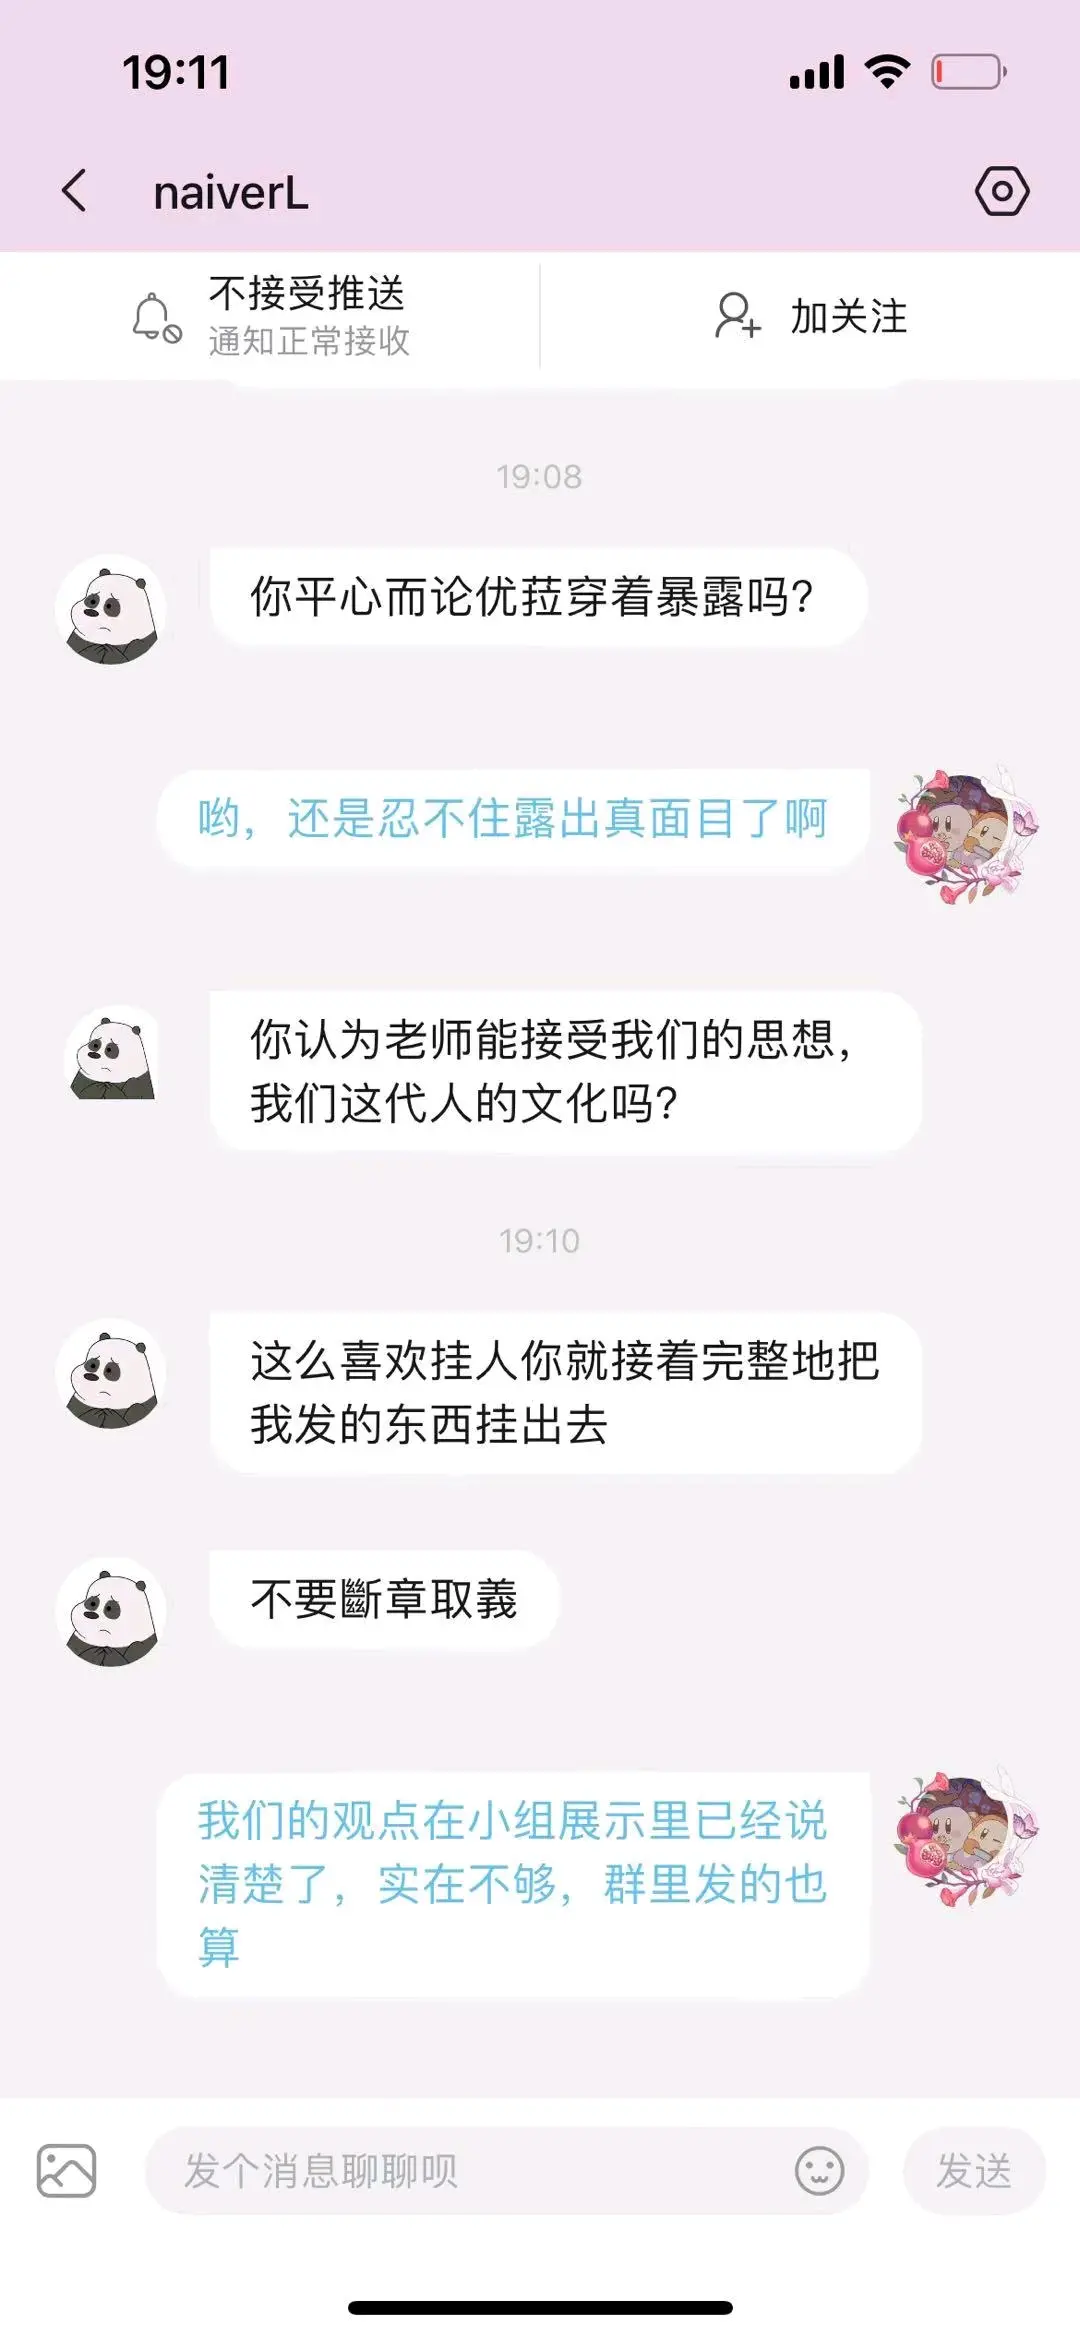 19:11
naiverL
不接受推送
通知正常接收
加关注
19:08
你平心而论优菈穿着暴露吗?
哟，还是忍不住露出真面目了啊
你认为老师能接受我们的思想，
我们这代人的文化吗?
19:10
这么喜欢挂人你就接着完整地把
我发的东西挂出去
不要斷章取義
我们的观点在小组展示里已经说
清楚了，实在不够，群里发的也
算
发个消息聊聊呗
发送